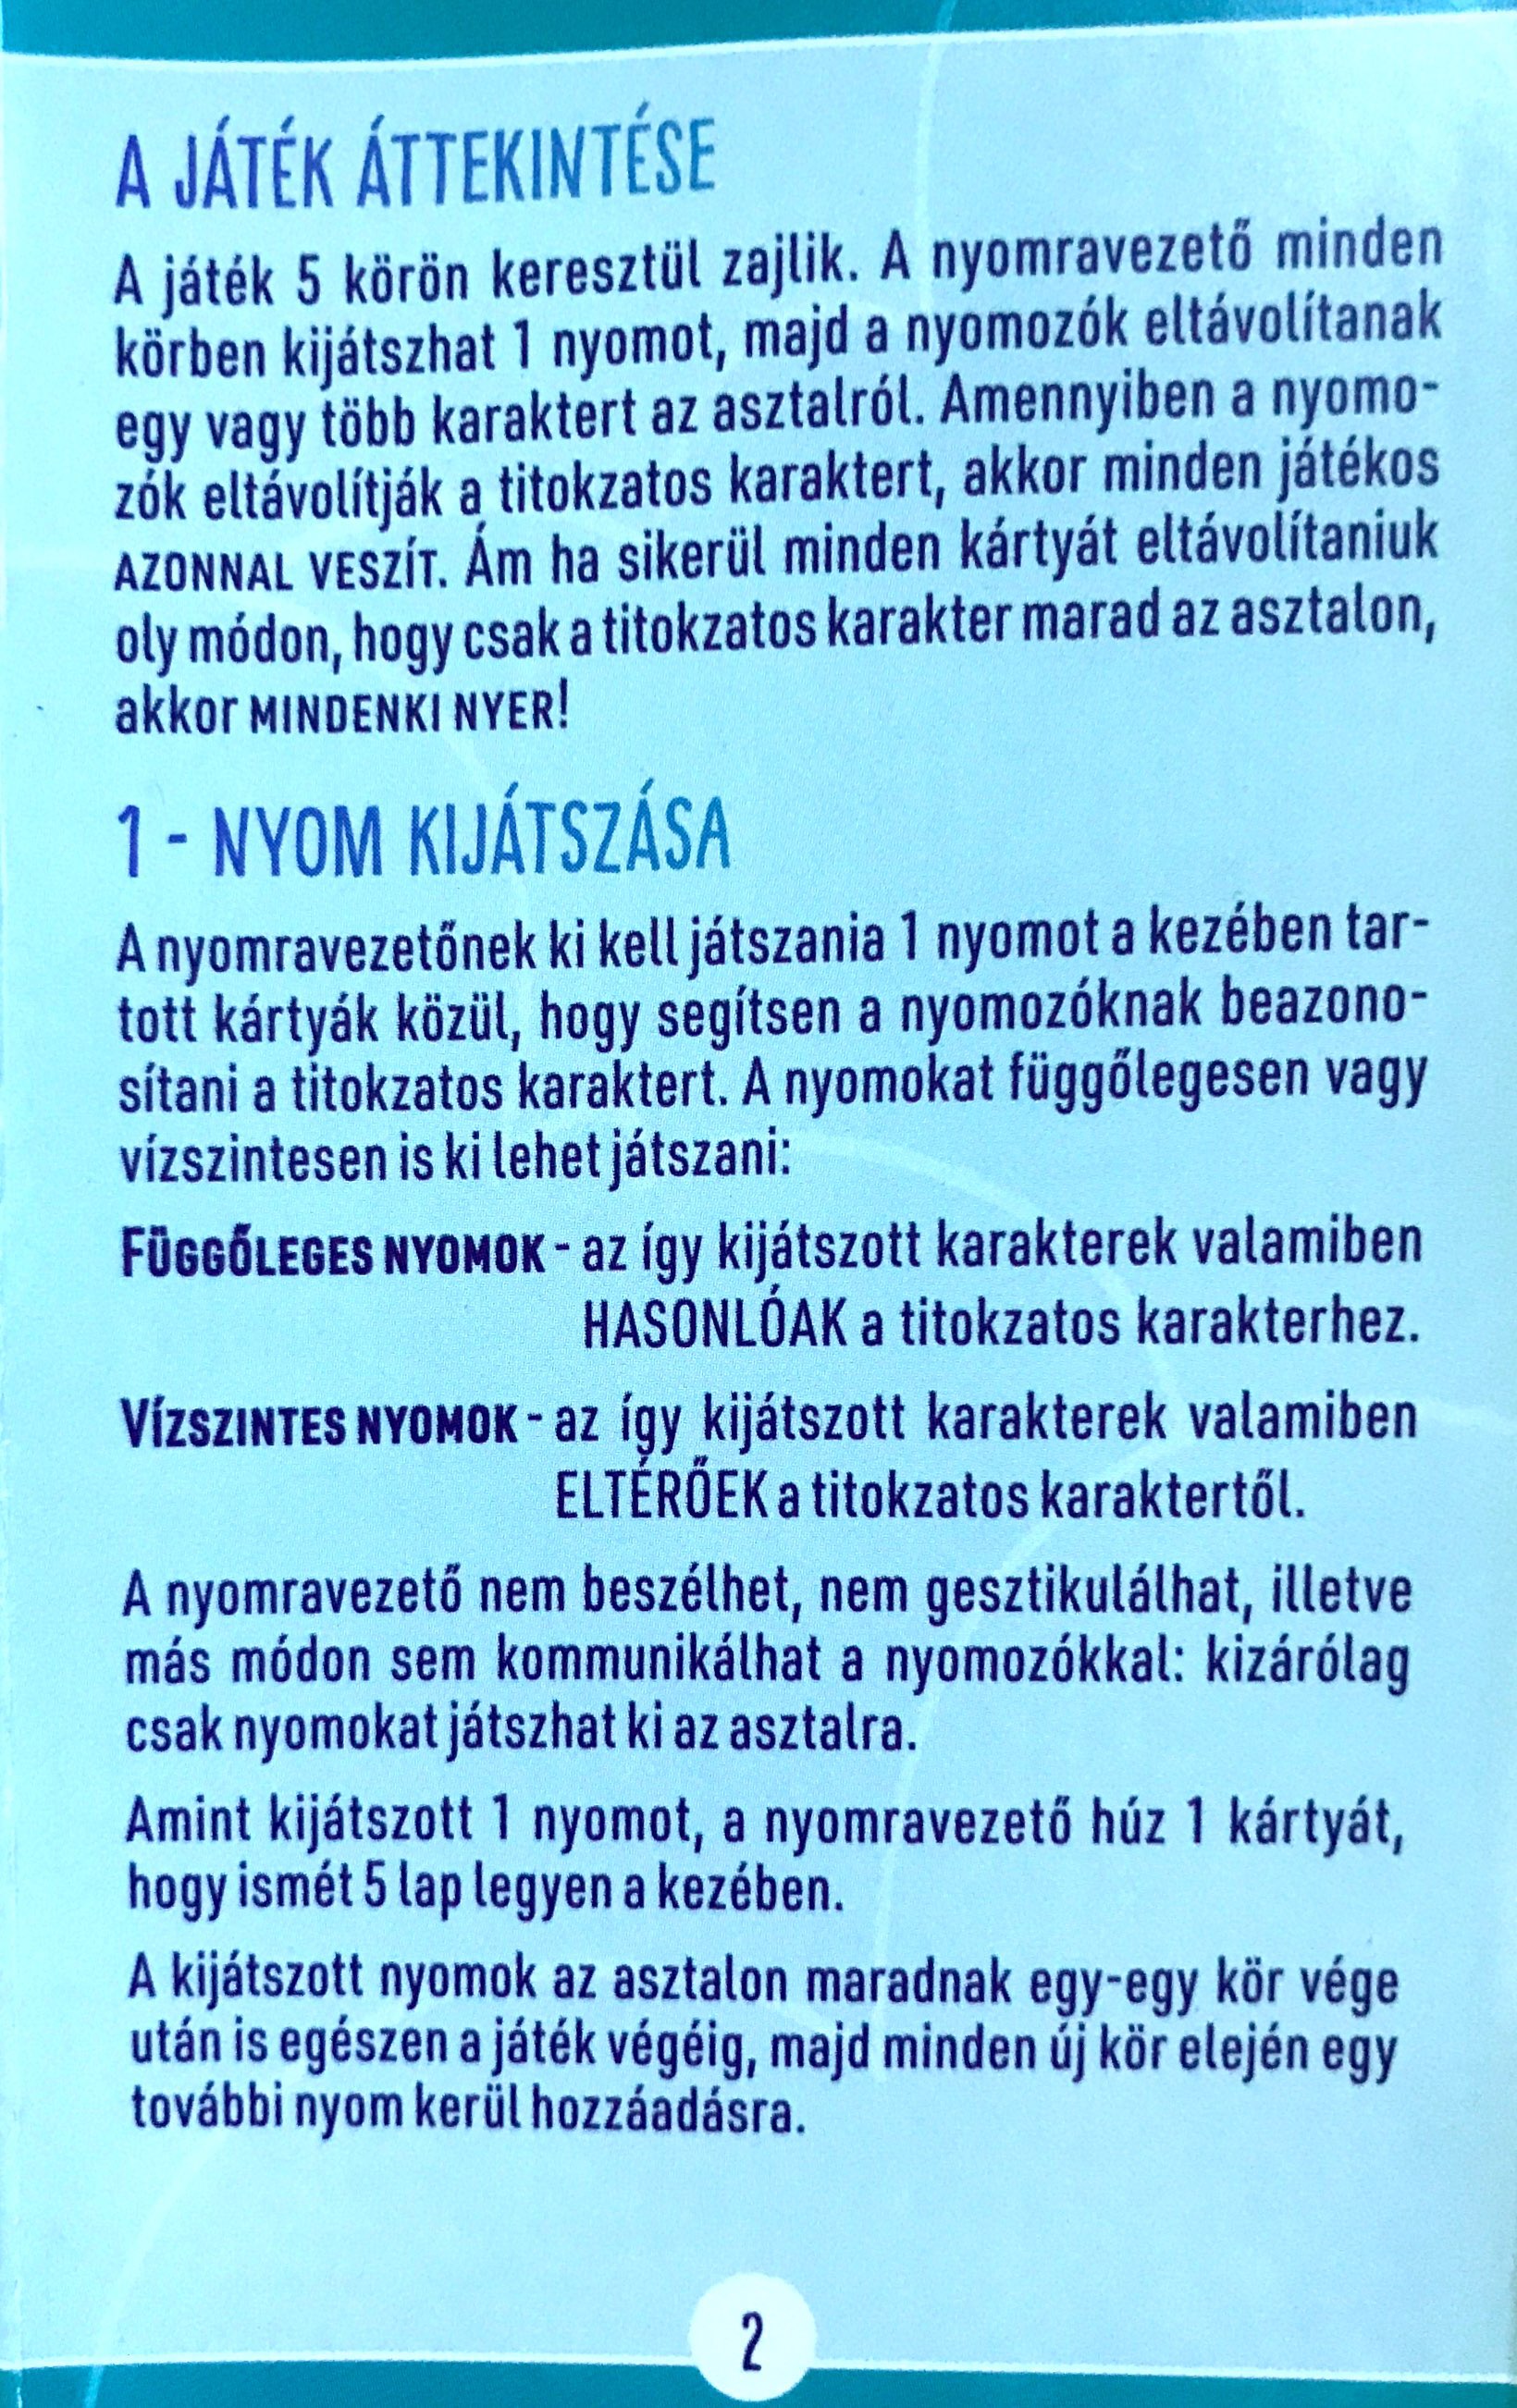 A JÁTÉK ÁTTEKINTÉSE
A játék 5 körön keresztül zajlik. A nyomravezető minden
körben kijátszhat 1 nyomot, majd a nyomozók eltávolítanak
egy vagy több karaktert az asztalról. Amennyiben a nyomo-
zók eltávolítják a titokzatos karaktert, akkor minden játékos
AZONNAL VESZÍT. Ám ha sikerül minden kártyát eltávolítaniuk
oly módon, hogy csak a titokzatos karakter marad az asztalon,
akkor MINDENKI NYER!
1 - NYOM KIJÁTSZÁSA
A nyomravezetőnek ki kell játszania 1 nyomot a kezében tar-
tott kártyák közül, hogy segítsen a nyomozóknak beazono-
sítani a titokzatos karaktert. A nyomokat függőlegesen vagy
vízszintesen is ki lehet játszani:
FÜGGŐLEGES NYOMOK - az így kijátszott karakterek valamiben
HASONLÓAK a titokzatos karakterhez.
VÍZSZINTES NYOMOK - az így kijátszott karakterek valamiben
ELTÉRŐEK a titokzatos karaktertől.
A nyomravezető nem beszélhet, nem gesztikulálhat, illetve
más módon sem kommunikálhat a nyomozókkal: kizárólag
csak nyomokat játszhat ki az asztalra.
Amint kijátszott 1 nyomot, a nyomravezető húz 1 kártyát,
hogy ismét 5 lap legyen a kezében.
A kijátszott nyomok az asztalon maradnak egy-egy kör vége
után is egészen a játék végéig, majd minden új kör elején egy
további nyom kerül hozzáadásra.
2